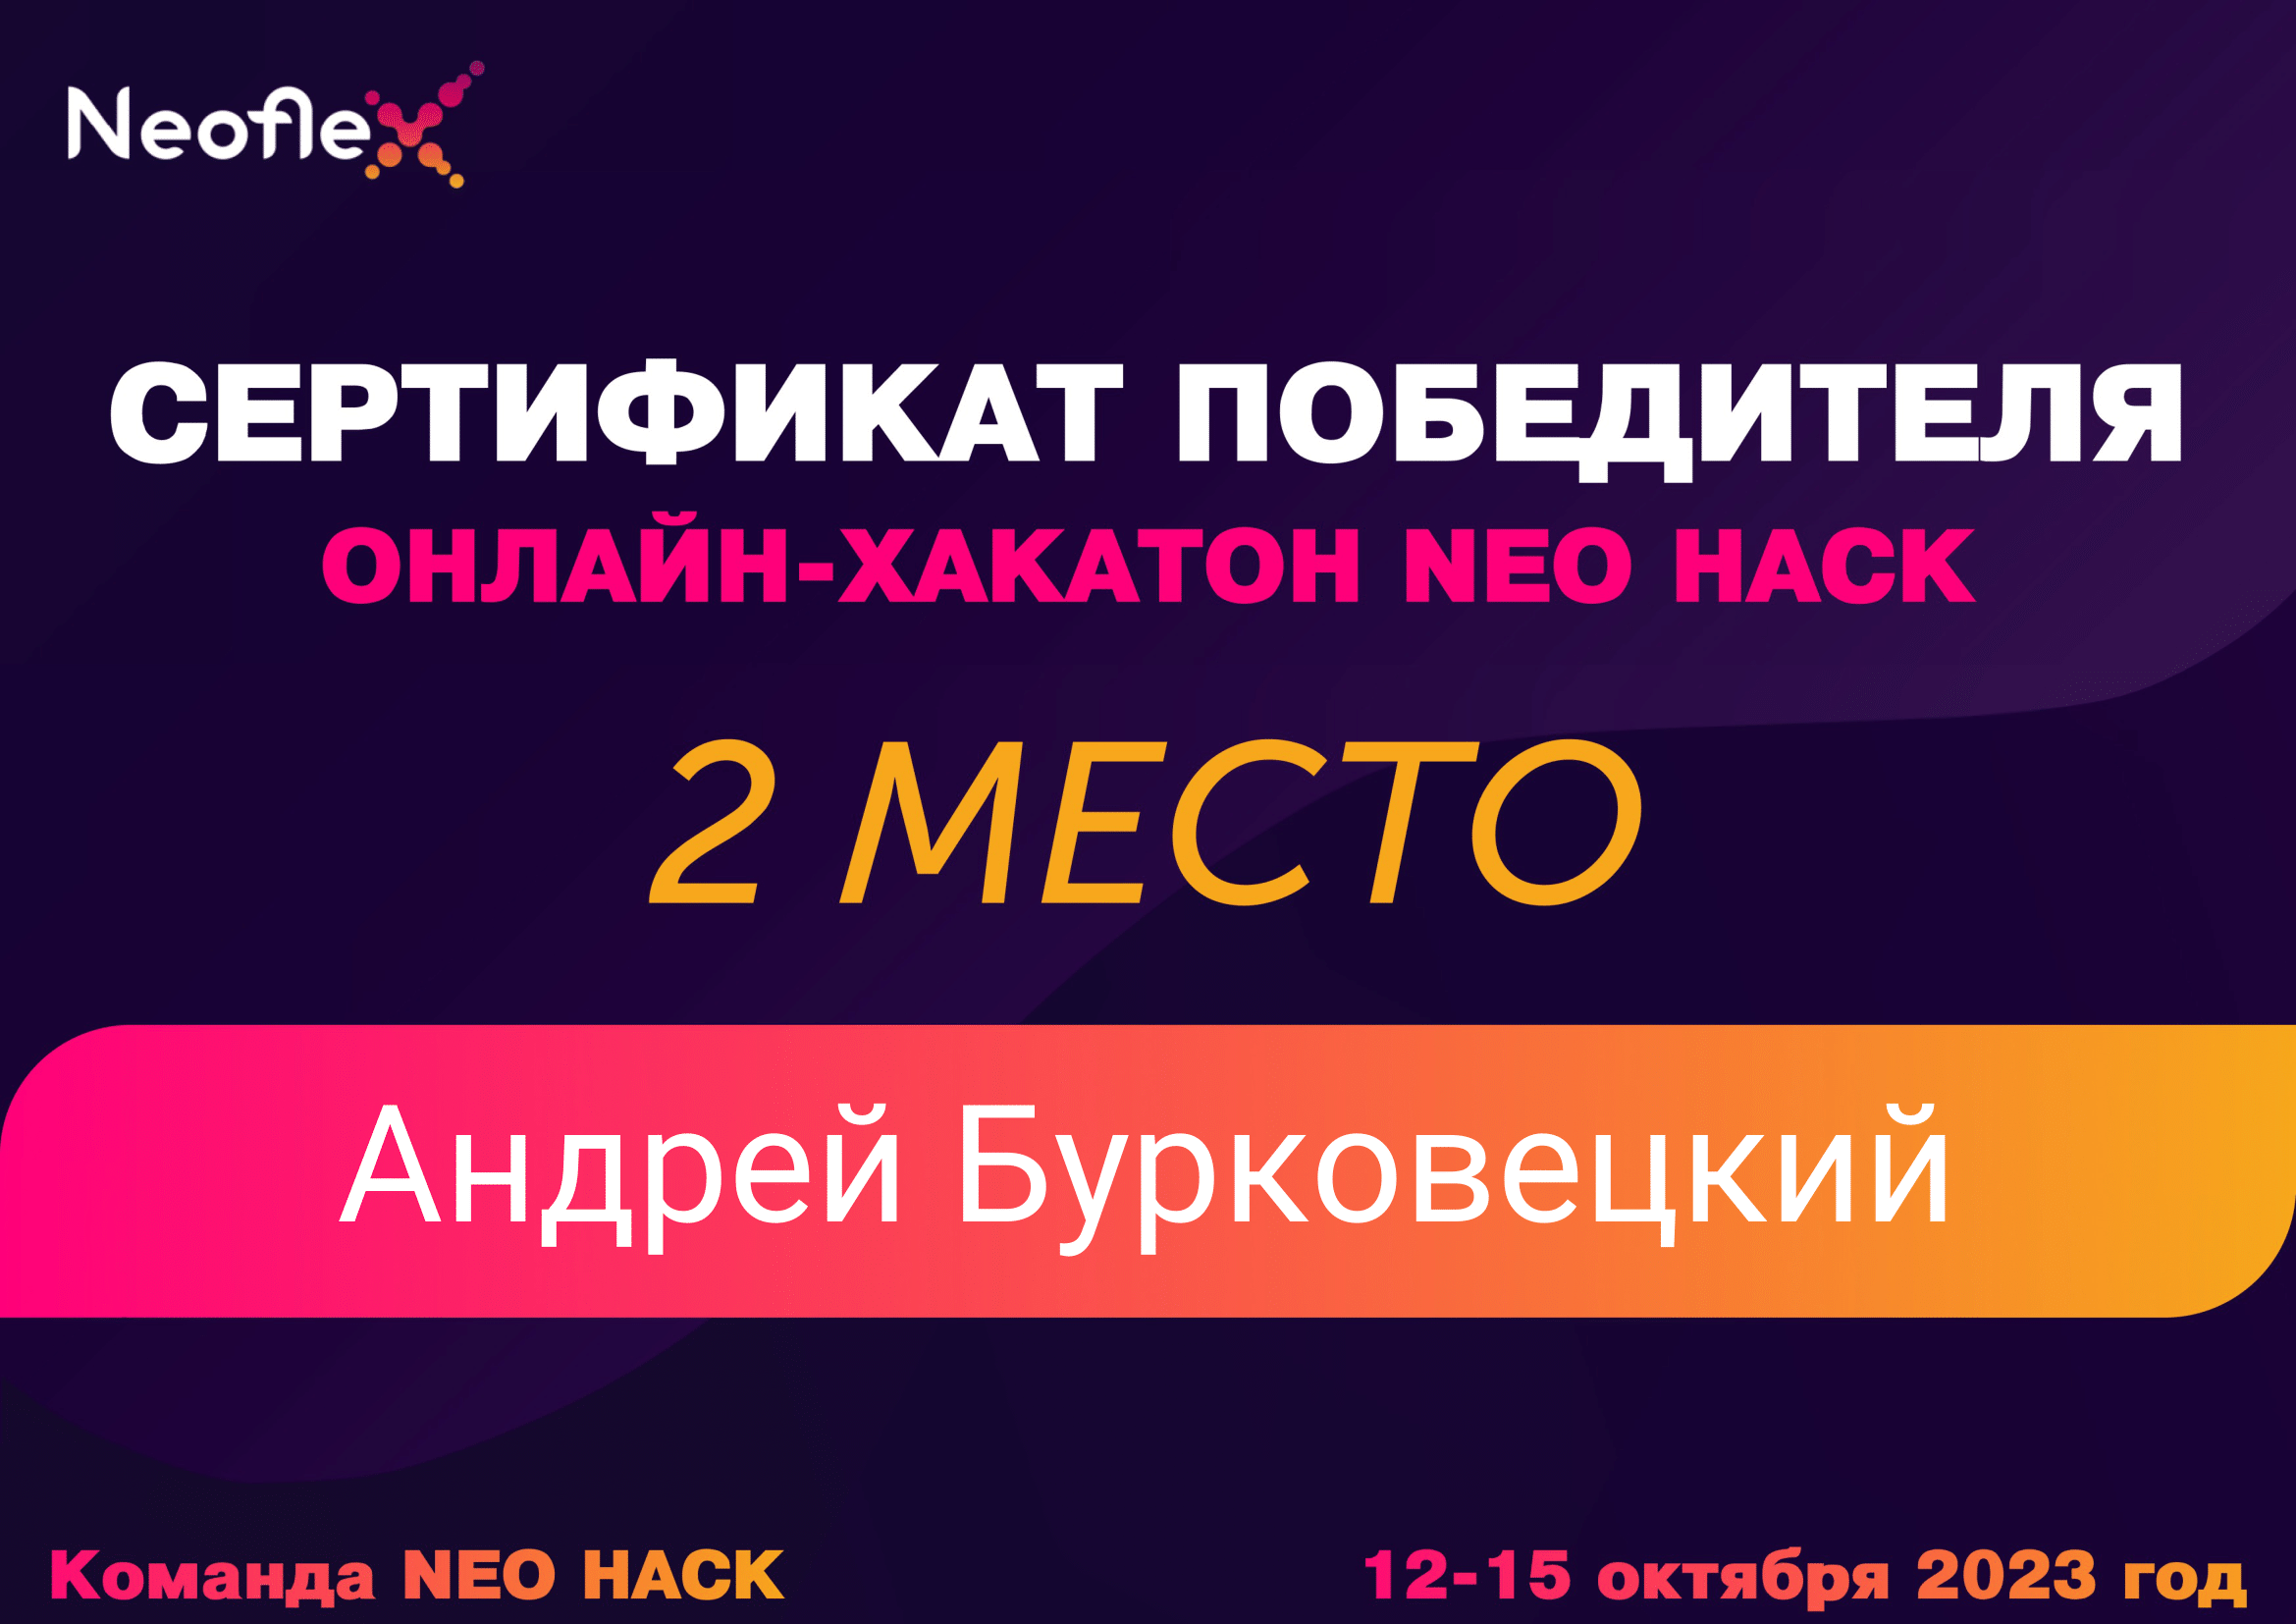 Neoflex
СЕРТИФИКАТ ПОБЕДИТЕЛЯ
ОНЛАЙН-ХАКАТОН NEO HACK
2 МЕСТО
Андрей Бурковецкий
Команда NEO HACK
12-15 октября 2023 год